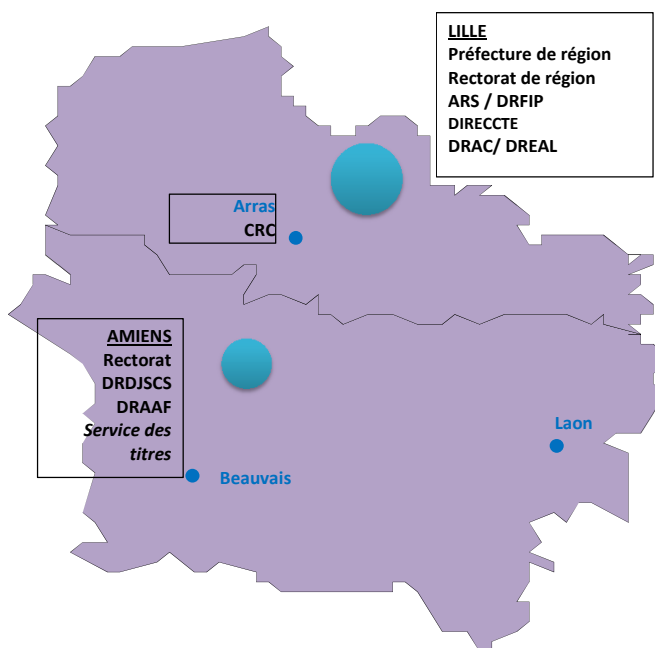 LILLE
Préfecture de région
Rectorat de région
ARS / DRFIP
DIRECCTE
DRAC/ DREAL
Arras
CRC
AMIENS
Rectorat
DRDJSCS
DRAAF
Service des
titres
Laon
Beauvais